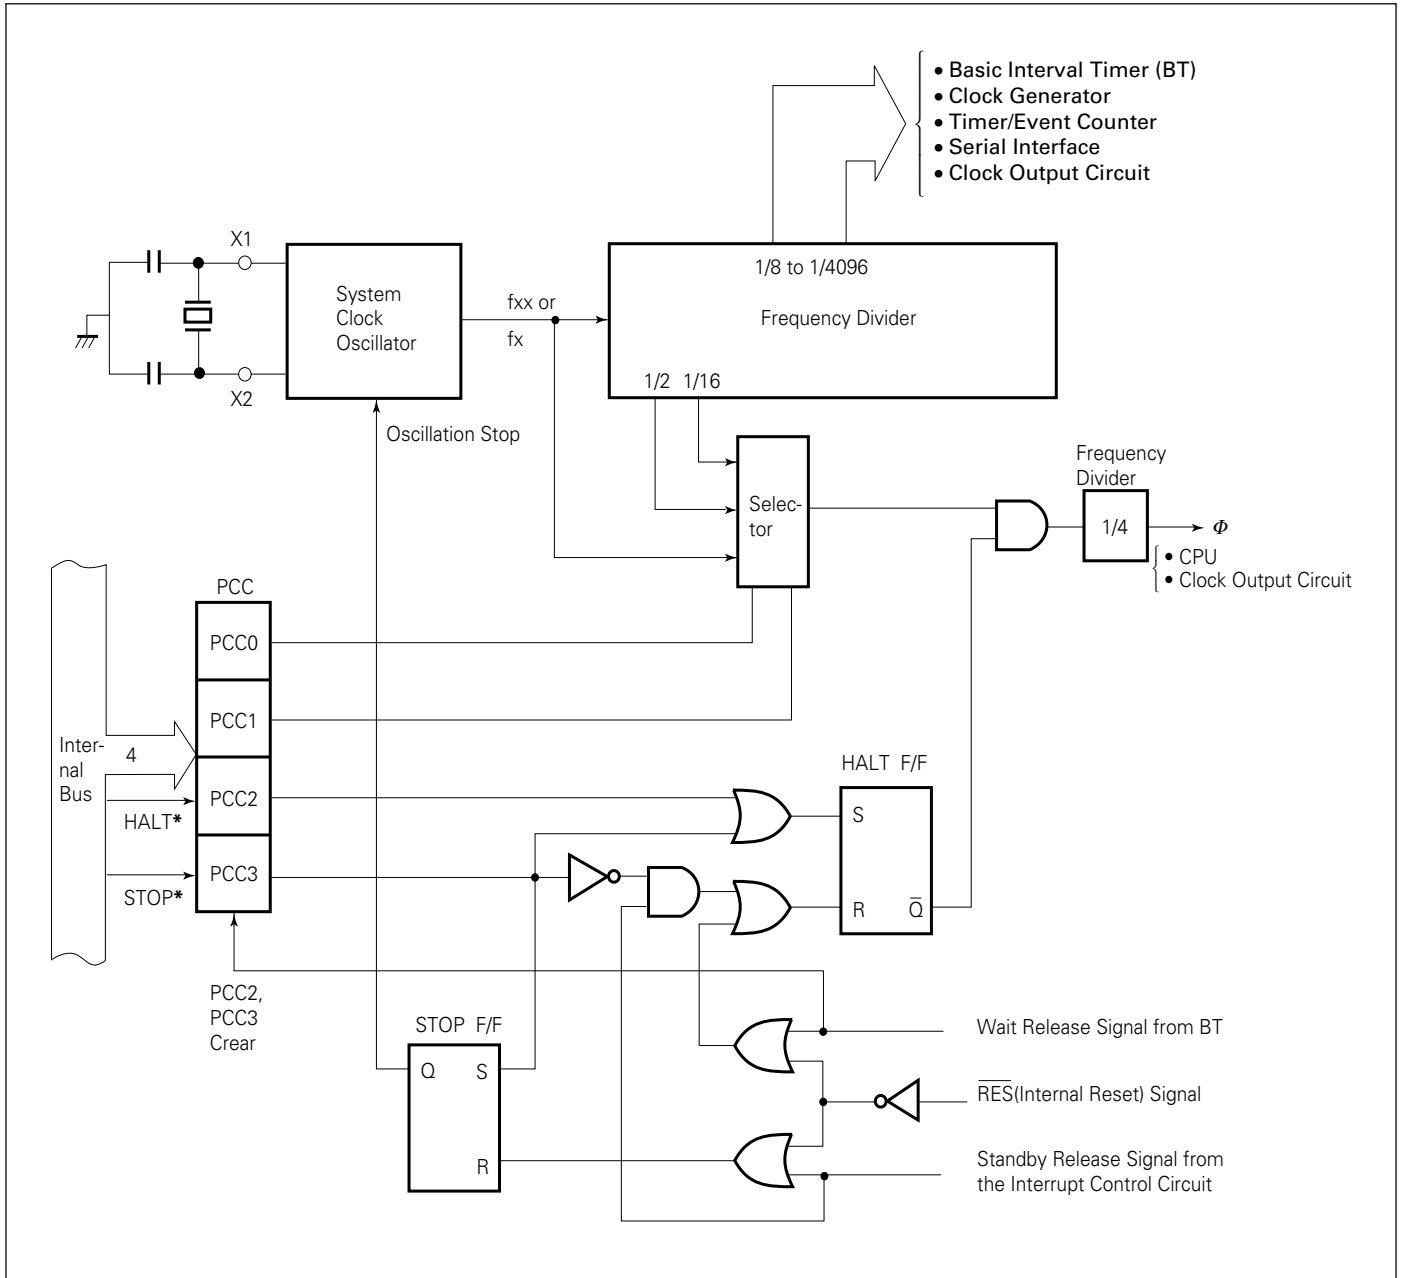 • Basic Interval Timer (BT)
• Clock Generator
• Timer/Event Counter
• Serial Interface
• Clock Output Circuit
X1
System
Clock
Oscillator
X2
fxx or
fx
1/8 to 1/4096
Frequency Divider
1/2 1/16
Oscillation Stop
Selec-
tor
Frequency
Divider
1/4
Φ
• CPU
• Clock Output Circuit
PCC
PCC0
PCC1
PCC2
PCC3
Inter-
nal
Bus
4
HALT*
STOP*
HALT F/F
S
R Q̅
PCC2,
PCC3
Crear
STOP F/F
Q S
R
Wait Release Signal from BT
R̅E̅S̅(Internal Reset) Signal
Standby Release Signal from
the Interrupt Control Circuit